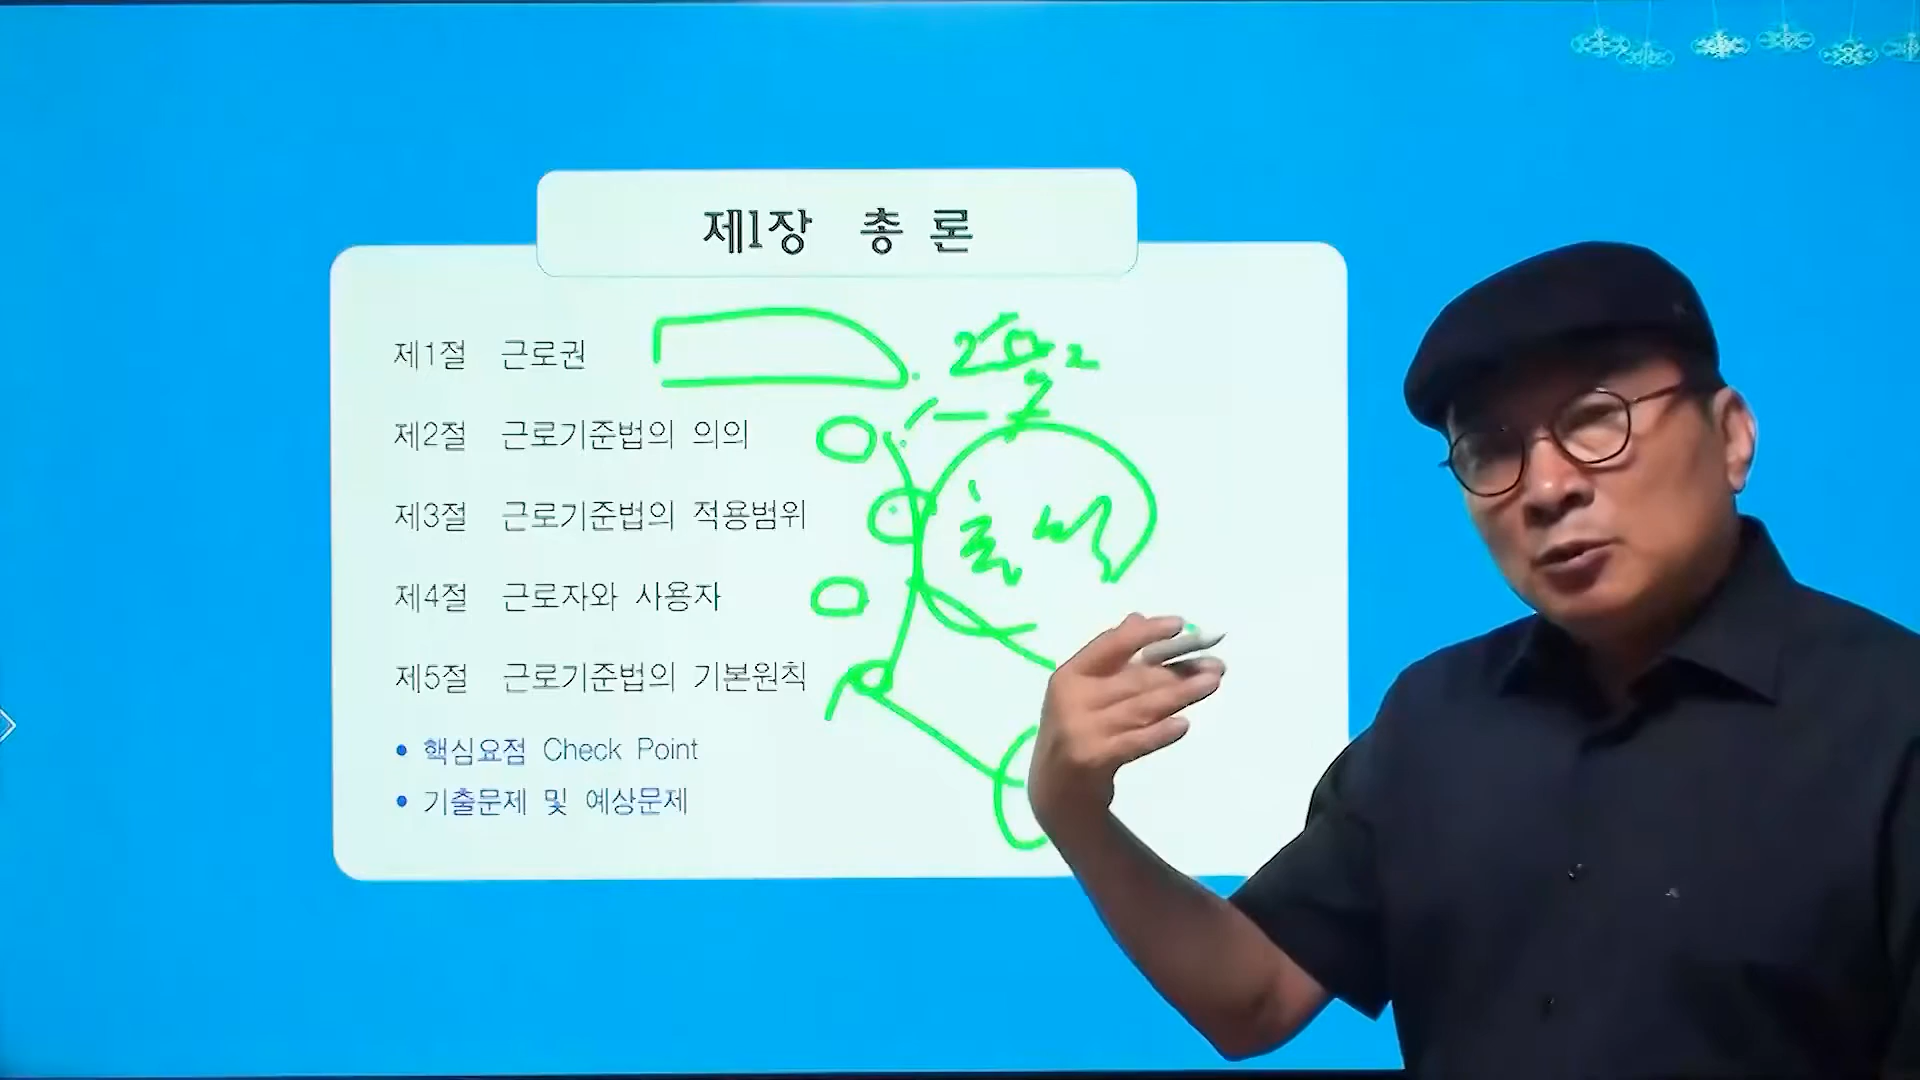 제1장 총 론
제1절 근로권
제2절 근로기준법의 의의
제3절 근로기준법의 적용범위
제4절 근로자와 사용자
제5절 근로기준법의 기본원칙
• 핵심요점 Check Point
• 기출문제 및 예상문제